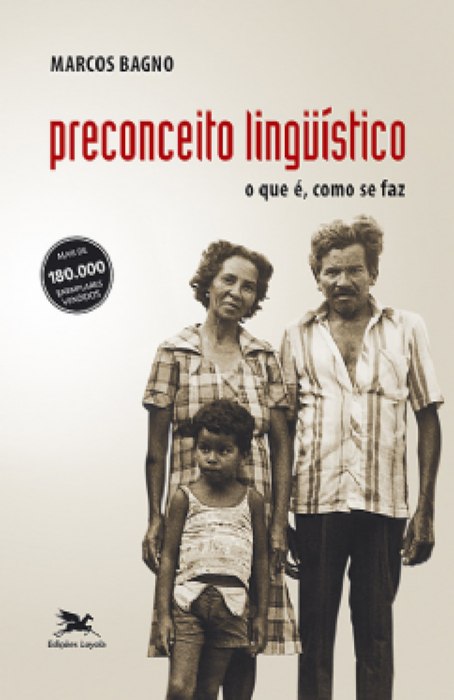 MARCOS BAGNO
preconceito lingüístico
o que é, como se faz
MAIS DE
180.000
EXEMPLARES
VENDIDOS
Edições Loyola